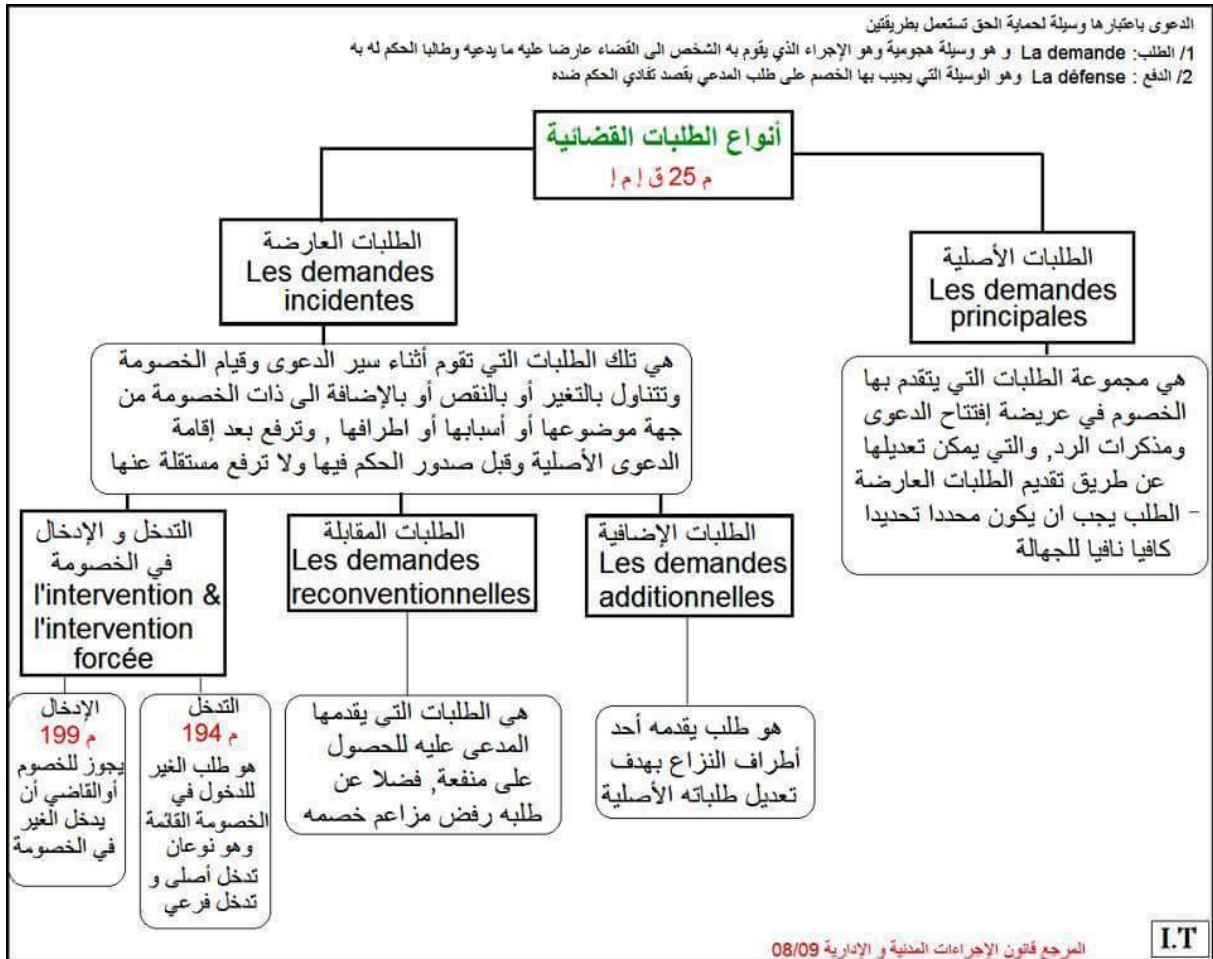 الدعوى باعتبارها وسيلة لحماية الحق تستعمل بطريقتين
1/ الطلب: La demande و هو وسيلة هجومية وهو الإجراء الذي يقوم به الشخص الى القضاء عارضا عليه ما يدعيه وطالبا الحكم له به
2/ الدفع : La défense وهو الوسيلة التي يجيب بها الخصم على طلب المدعي بقصد تفادي الحكم ضده
أنواع الطلبات القضائية
م 25 ق إ م إ
الطلبات الأصلية
Les demandes
principales
هي مجموعة الطلبات التي يتقدم بها
الخصوم في عريضة إفتتاح الدعوى
ومذكرات الرد, والتي يمكن تعديلها
عن طريق تقديم الطلبات العارضة
- الطلب يجب ان يكون محددا تحديدا
كافيا نافيا للجهالة
الطلبات العارضة
Les demandes
incidentes
هي تلك الطلبات التي تقوم أثناء سير الدعوى وقيام الخصومة
وتتناول بالتغير أو بالنقص أو بالإضافة الى ذات الخصومة من
جهة موضوعها أو أسبابها أو اطرافها , وترفع بعد إقامة
الدعوى الأصلية وقبل صدور الحكم فيها ولا ترفع مستقلة عنها
الطلبات الإضافية
Les demandes
additionnelles
هو طلب يقدمه أحد
أطراف النزاع بهدف
تعديل طلباته الأصلية
الطلبات المقابلة
Les demandes
reconventionnelles
هي الطلبات التي يقدمها
المدعى عليه للحصول
على منفعة, فضلا عن
طلبه رفض مزاعم خصمه
التدخل و الإدخال
في الخصومة
l'intervention &
l'intervention
forcée
التدخل
م 194
هو طلب الغير
للدخول في
الخصومة القائمة
وهو نوعان
تدخل أصلى و
تدخل فرعي
الإدخال
م 199
يجوز للخصوم
أوالقاضي أن
يدخل الغير
في الخصومة
المرجع قانون الإجراءات المدنية و الإدارية 08/09
I.T